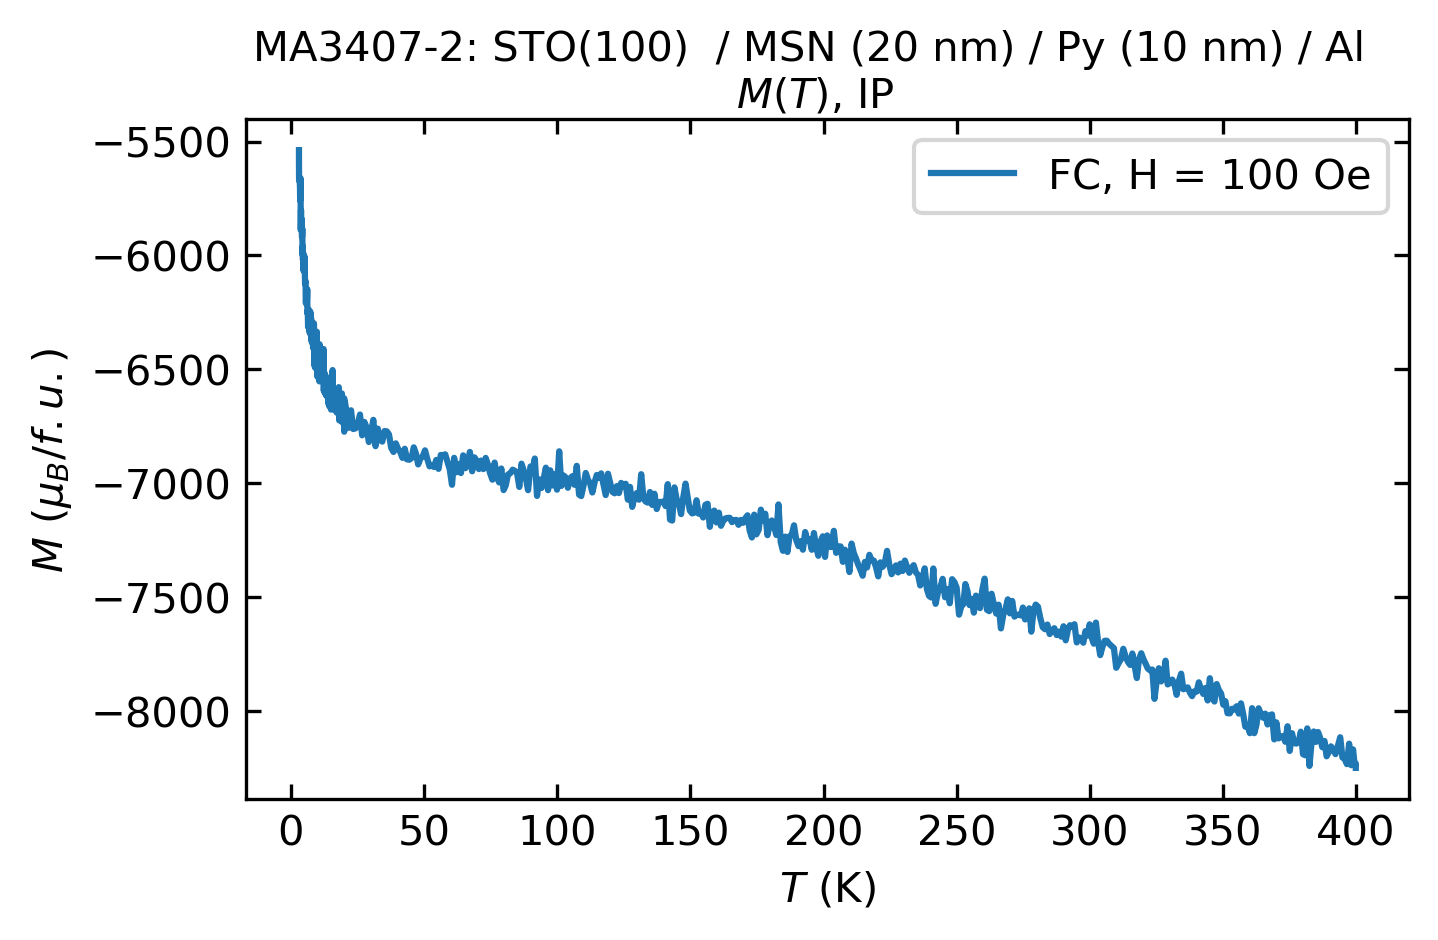 MA3407-2: STO(100)  / MSN (20 nm) / Py (10 nm) / Al
M(T), IP
FC, H = 100 Oe
−5500
−6000
−6500
−7000
−7500
−8000
M (μB/f. u. )
0 50 100 150 200 250 300 350 400
T (K)